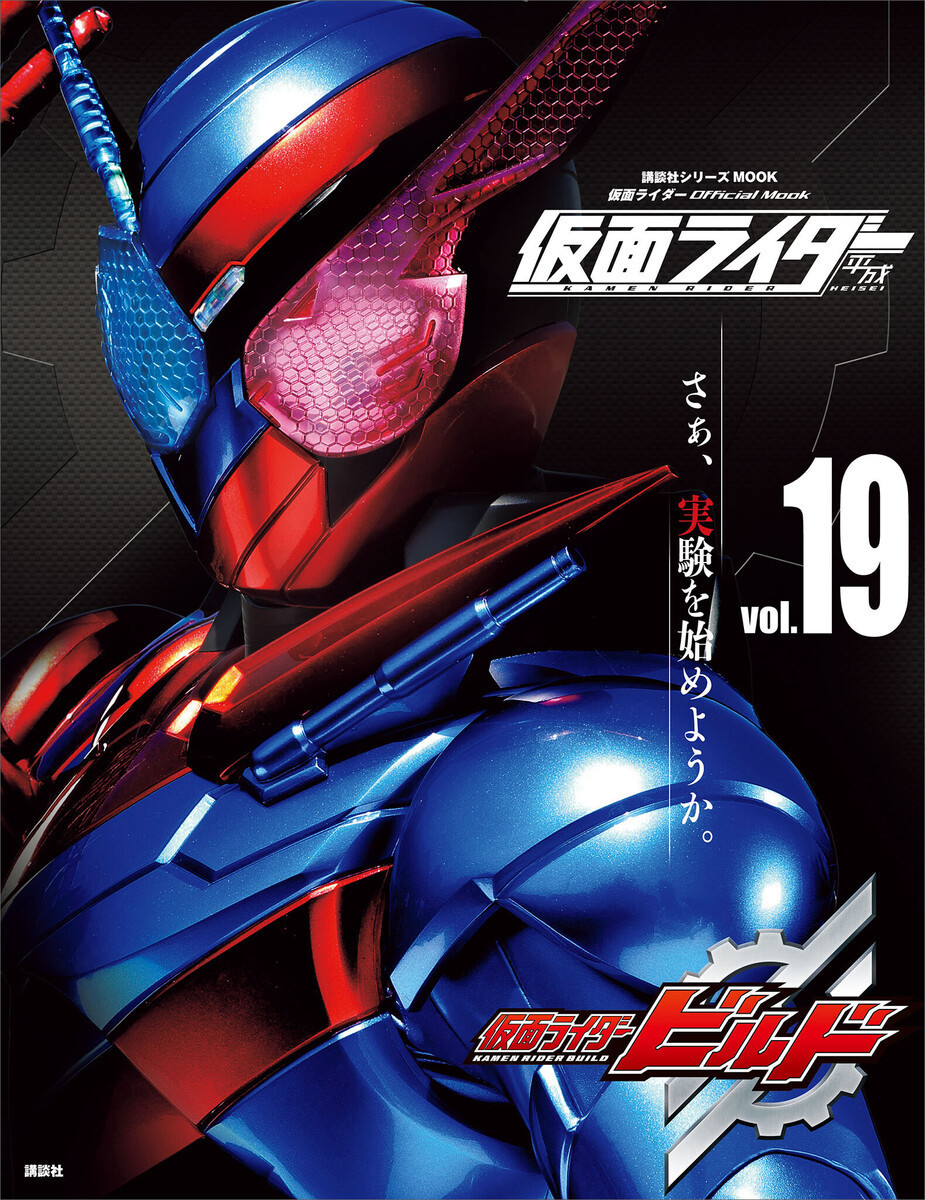 講談社シリーズMOOK
仮面ライダー Official Mook
仮面ライダー平成
KAMEN RIDER HEISEI
さぁ、実験を始めようか。
vol.19
仮面ライダービルド
KAMEN RIDER BUILD
講談社